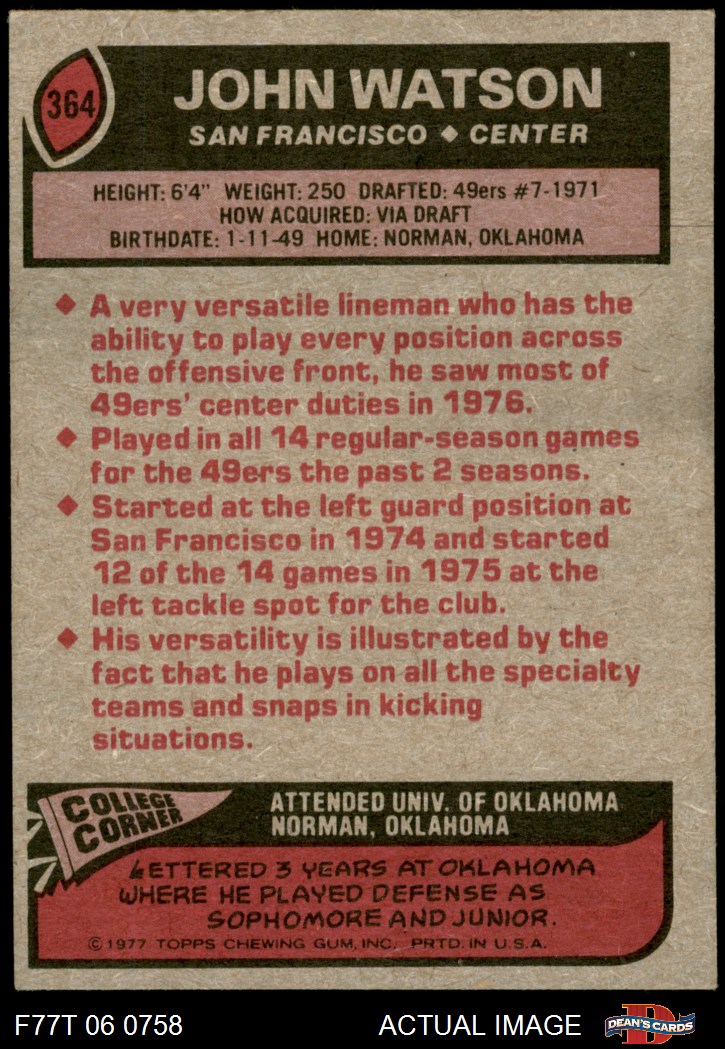 364
JOHN WATSON
SAN FRANCISCO ◆ CENTER
HEIGHT: 6'4" WEIGHT: 250 DRAFTED: 49ers #7-1971
HOW ACQUIRED: VIA DRAFT
BIRTHDATE: 1-11-49 HOME: NORMAN, OKLAHOMA
◆ A very versatile lineman who has the
ability to play every position across
the offensive front, he saw most of
49ers' center duties in 1976.
◆ Played in all 14 regular-season games
for the 49ers the past 2 seasons.
◆ Started at the left guard position at
San Francisco in 1974 and started
12 of the 14 games in 1975 at the
left tackle spot for the club.
◆ His versatility is illustrated by the
fact that he plays on all the specialty
teams and snaps in kicking
situations.
COLLEGE
CORNER
ATTENDED UNIV. OF OKLAHOMA
NORMAN, OKLAHOMA
LETTERED 3 YEARS AT OKLAHOMA
WHERE HE PLAYED DEFENSE AS
SOPHOMORE AND JUNIOR.
© 1977 TOPPS CHEWING GUM, INC. PRTD. IN U.S.A.
F77T 06 0758
ACTUAL IMAGE
D
DEAN'S CARDS